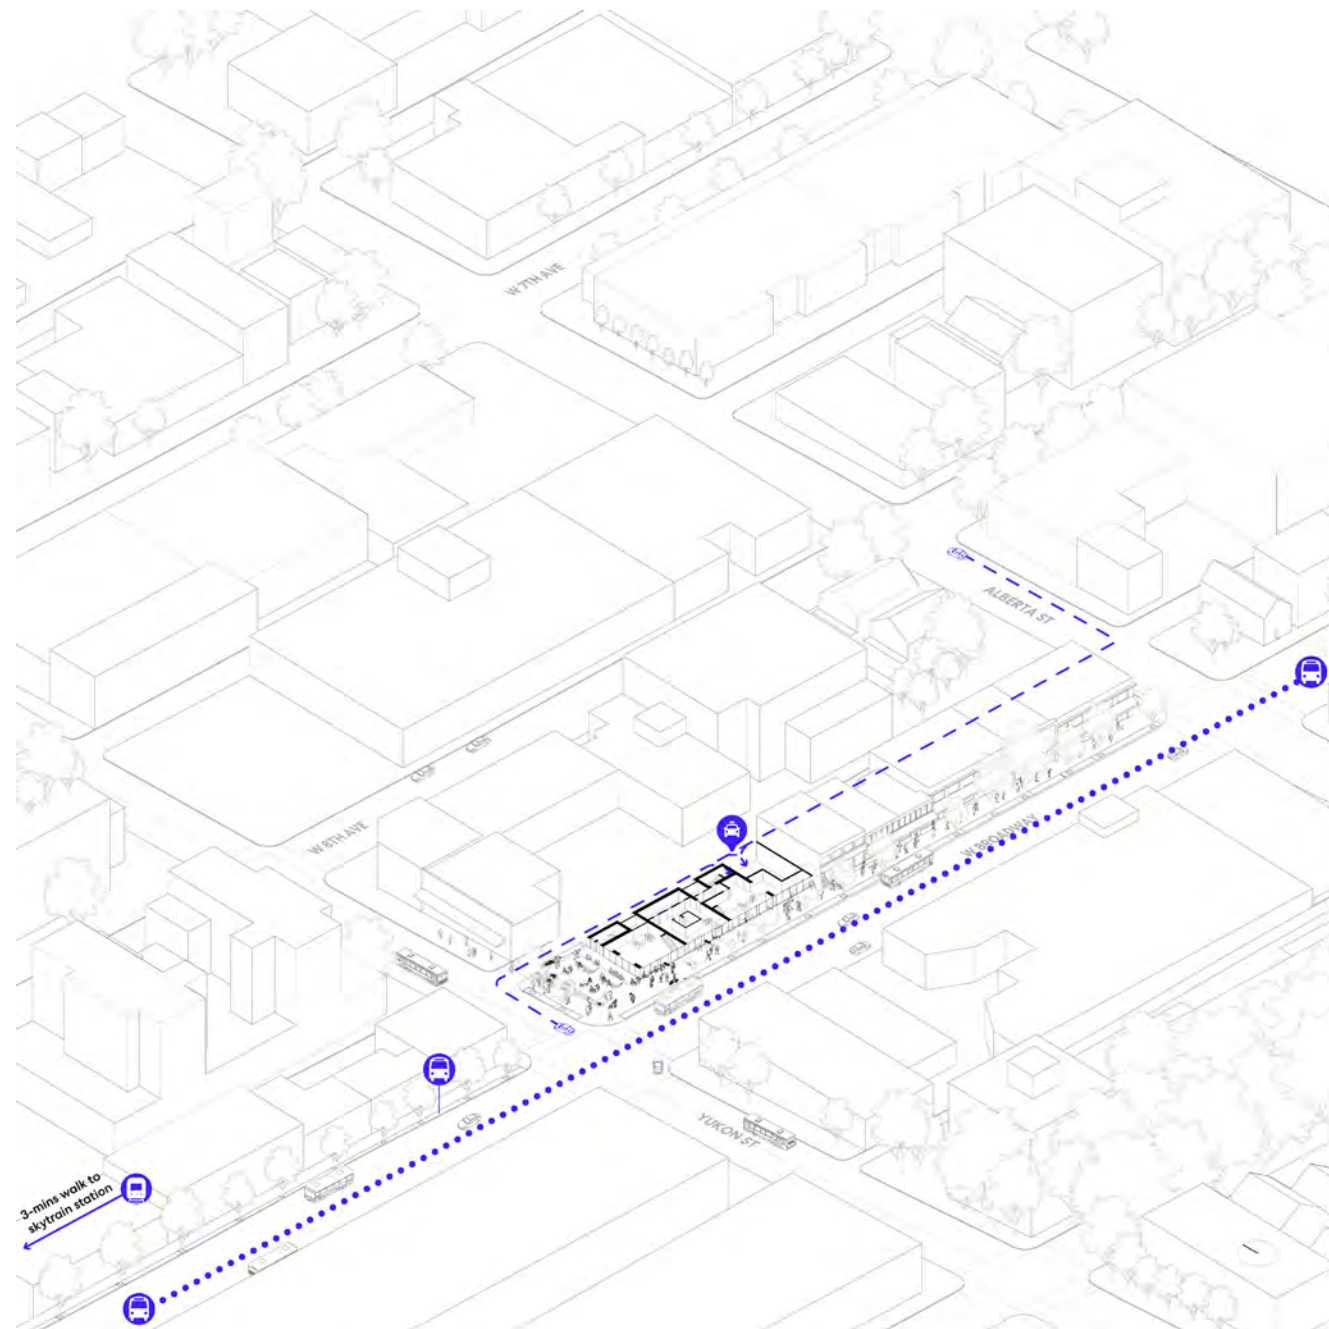 W 7TH AVE
ALBERTA ST
W 8TH AVE
W BROADWAY
YUKON ST
3-mins walk to
skytrain station